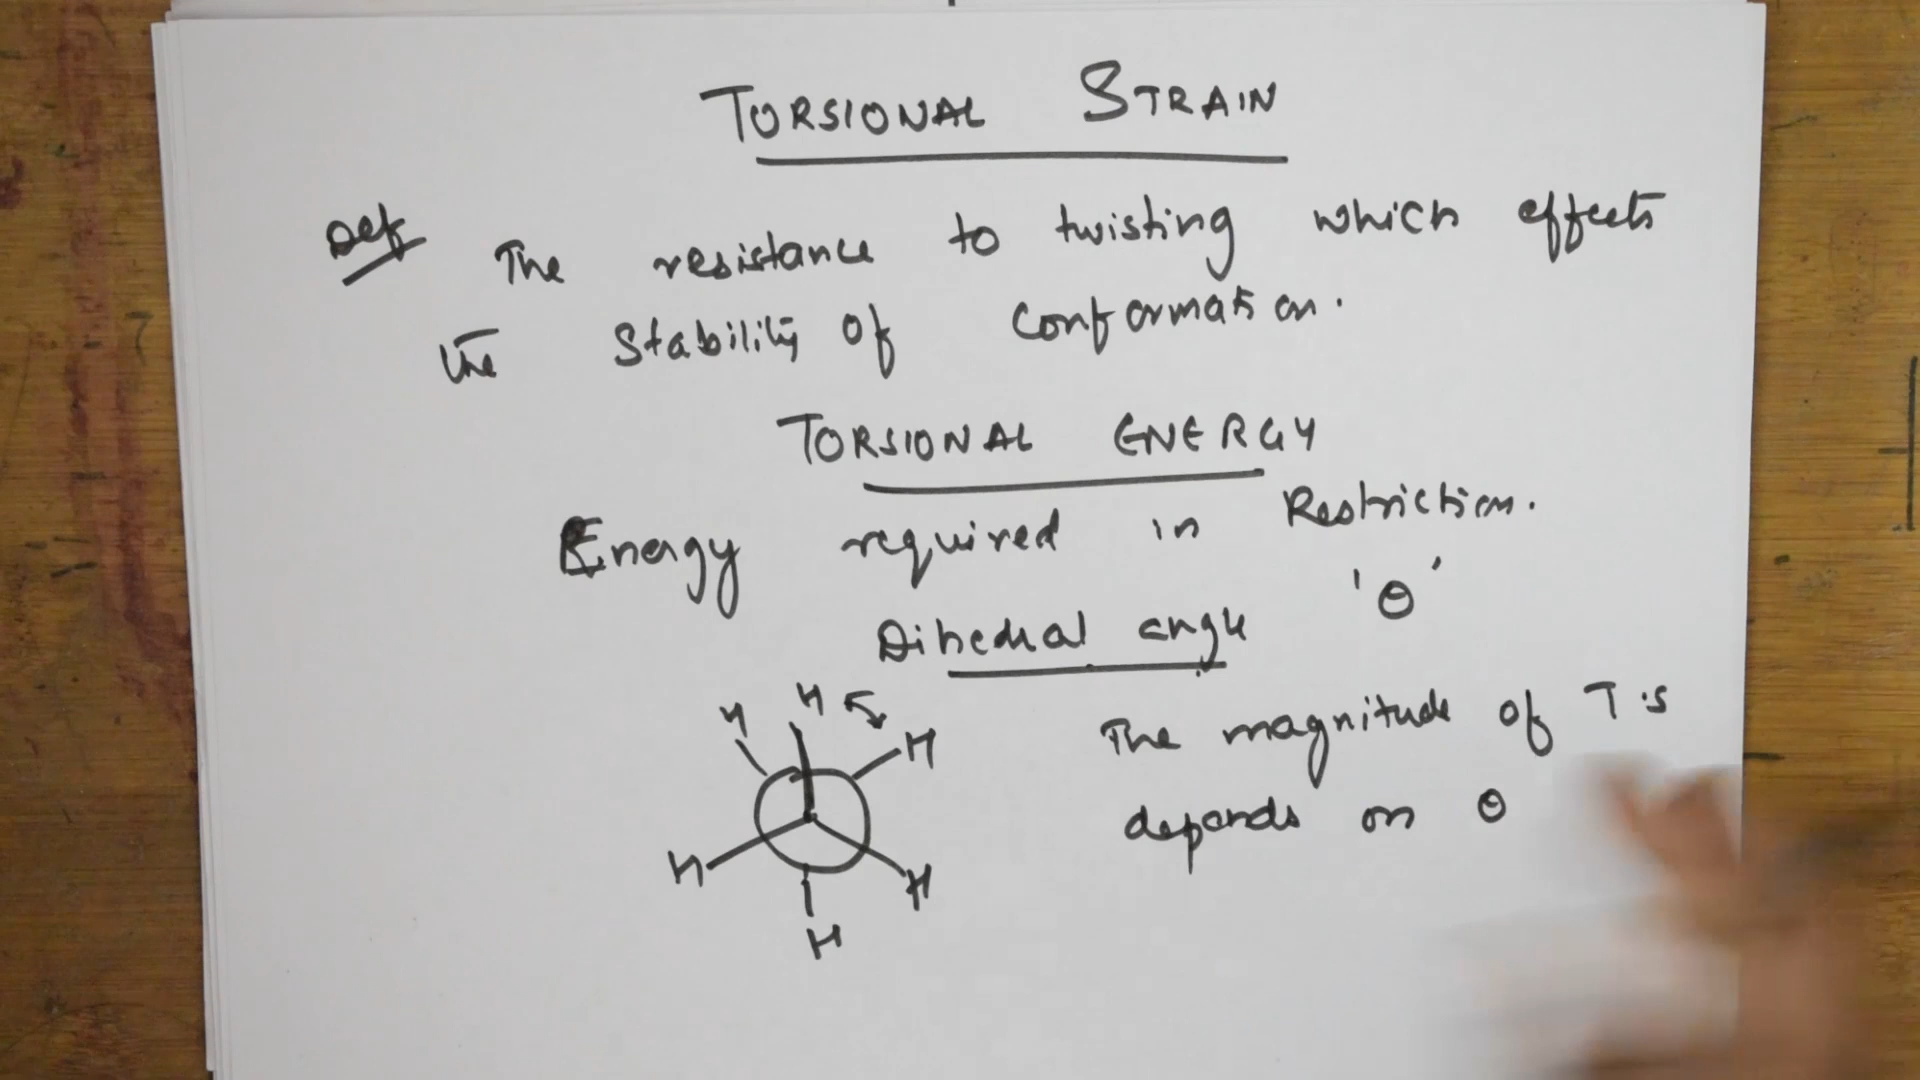 TORSIONAL STRAIN
Def The resistance to twisting which effects
the stability of conformation.
TORSIONAL ENERGY
Energy required in Restriction.
Dihedral angle 'θ'
H H H
The magnitude of T.S
depends on θ
H H
H